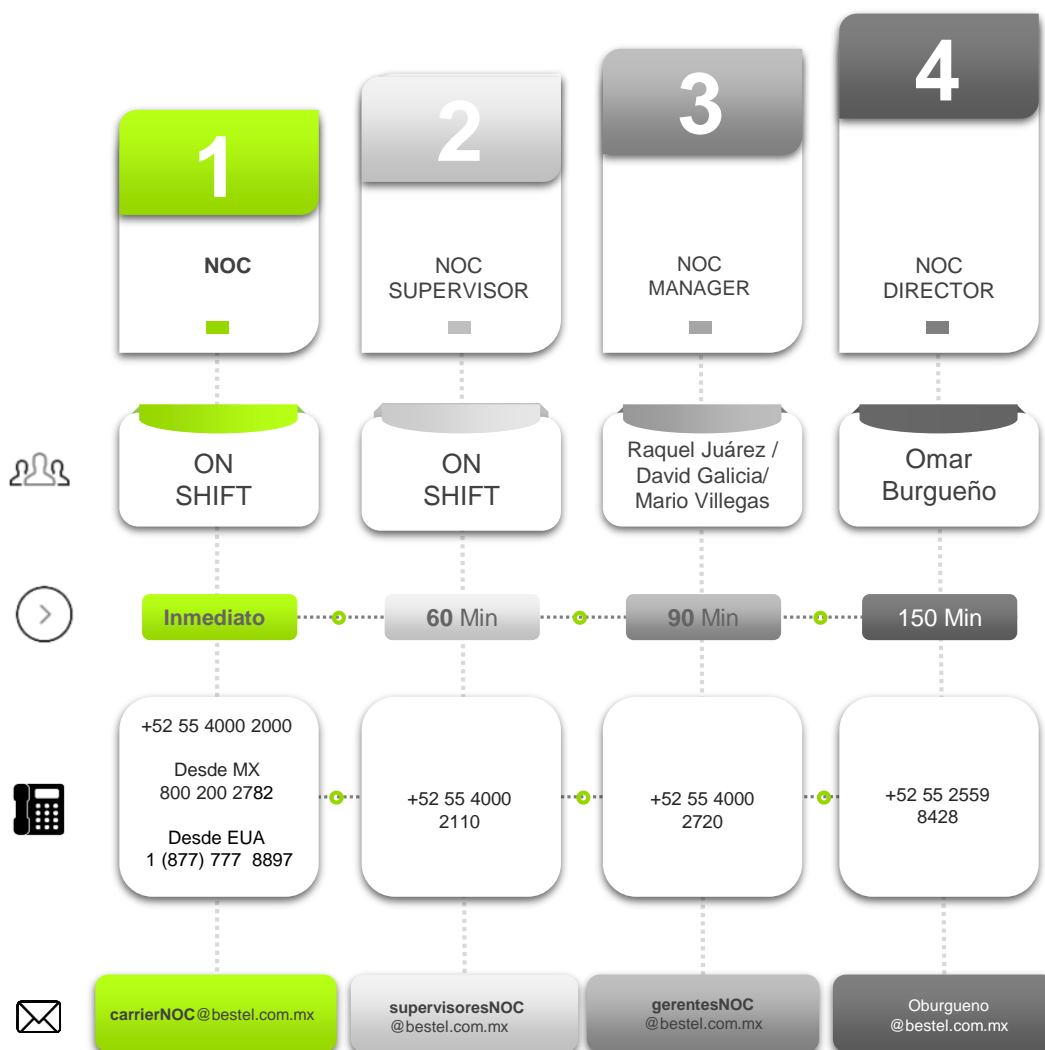 1
2
3
4
NOC
NOC
SUPERVISOR
NOC
MANAGER
NOC
DIRECTOR
ON
SHIFT
ON
SHIFT
Raquel Juárez /
David Galicia/
Mario Villegas
Omar
Burgueño
Inmediato
60 Min
90 Min
150 Min
+52 55 4000 2000
Desde MX
800 200 2782
Desde EUA
1 (877) 777 8897
+52 55 4000
2110
+52 55 4000
2720
+52 55 2559
8428
carrierNOC@bestel.com.mx
supervisoresNOC
@bestel.com.mx
gerentesNOC
@bestel.com.mx
Oburgueno
@bestel.com.mx